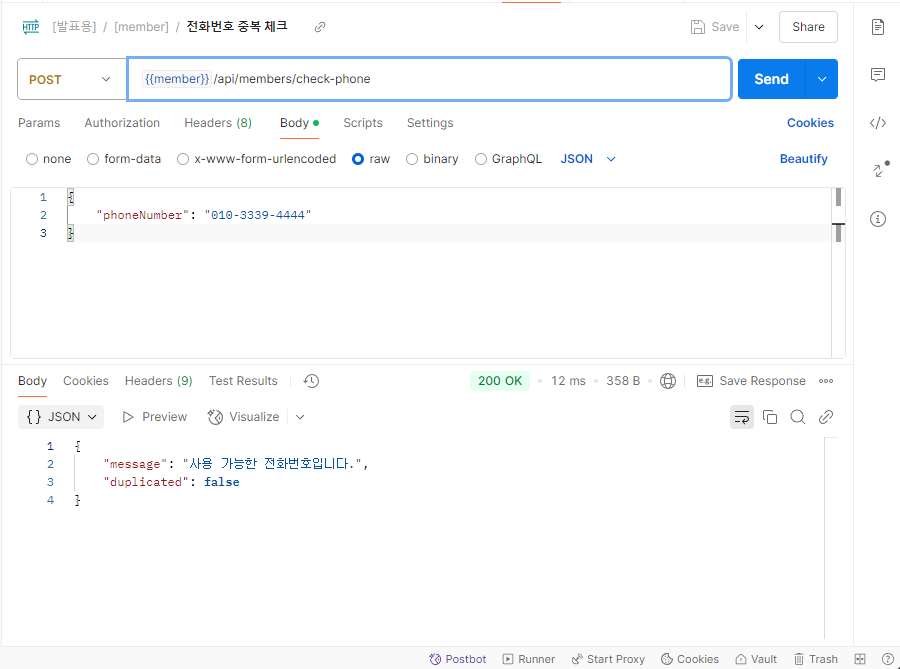 HTTP [발표용] / [member] / 전화번호 중복 체크 Save Share
POST {{member}} /api/members/check-phone Send
Params Authorization Headers (8) Body Scripts Settings Cookies
none form-data x-www-form-urlencoded raw binary GraphQL JSON Beautify
1 {
2 "phoneNumber": "010-3339-4444"
3 }
Body Cookies Headers (9) Test Results 200 OK • 12 ms • 358 B • e.g. Save Response
{} JSON Preview Visualize
1 {
2 "message": "사용 가능한 전화번호입니다.",
3 "duplicated": false
4 }
Postbot Runner Start Proxy Cookies Vault Trash